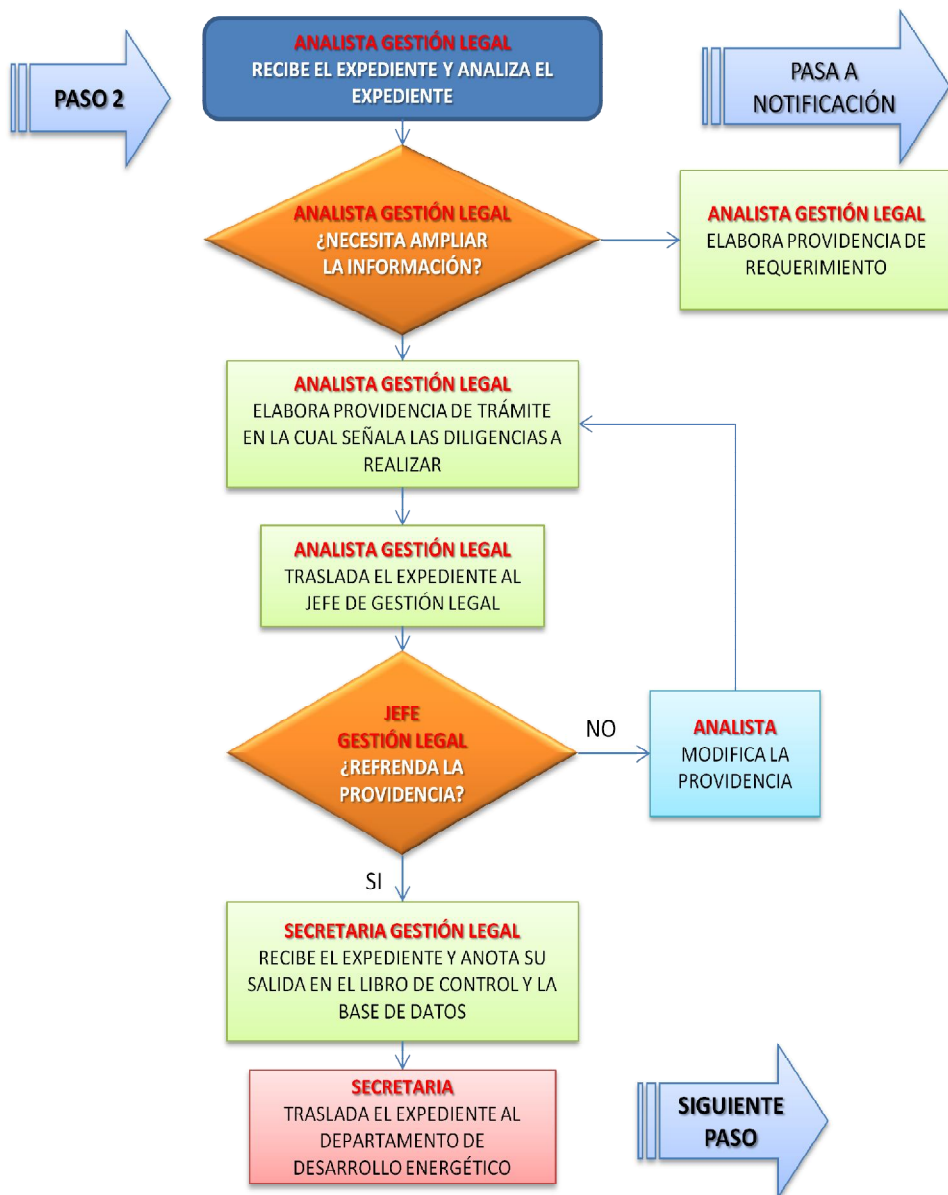 PASO 2
ANALISTA GESTIÓN LEGAL
RECIBE EL EXPEDIENTE Y ANALIZA EL
EXPEDIENTE
PASA A
NOTIFICACIÓN
ANALISTA GESTIÓN LEGAL
¿NECESITA AMPLIAR
LA INFORMACIÓN?
ANALISTA GESTIÓN LEGAL
ELABORA PROVIDENCIA DE
REQUERIMIENTO
ANALISTA GESTIÓN LEGAL
ELABORA PROVIDENCIA DE TRÁMITE
EN LA CUAL SEÑALA LAS DILIGENCIAS A
REALIZAR
ANALISTA GESTIÓN LEGAL
TRASLADA EL EXPEDIENTE AL
JEFE DE GESTIÓN LEGAL
JEFE
GESTIÓN LEGAL
¿REFRENDA LA
PROVIDENCIA?
NO
ANALISTA
MODIFICA LA
PROVIDENCIA
SI
SECRETARIA GESTIÓN LEGAL
RECIBE EL EXPEDIENTE Y ANOTA SU
SALIDA EN EL LIBRO DE CONTROL Y LA
BASE DE DATOS
SECRETARIA
TRASLADA EL EXPEDIENTE AL
DEPARTAMENTO DE
DESARROLLO ENERGÉTICO
SIGUIENTE
PASO